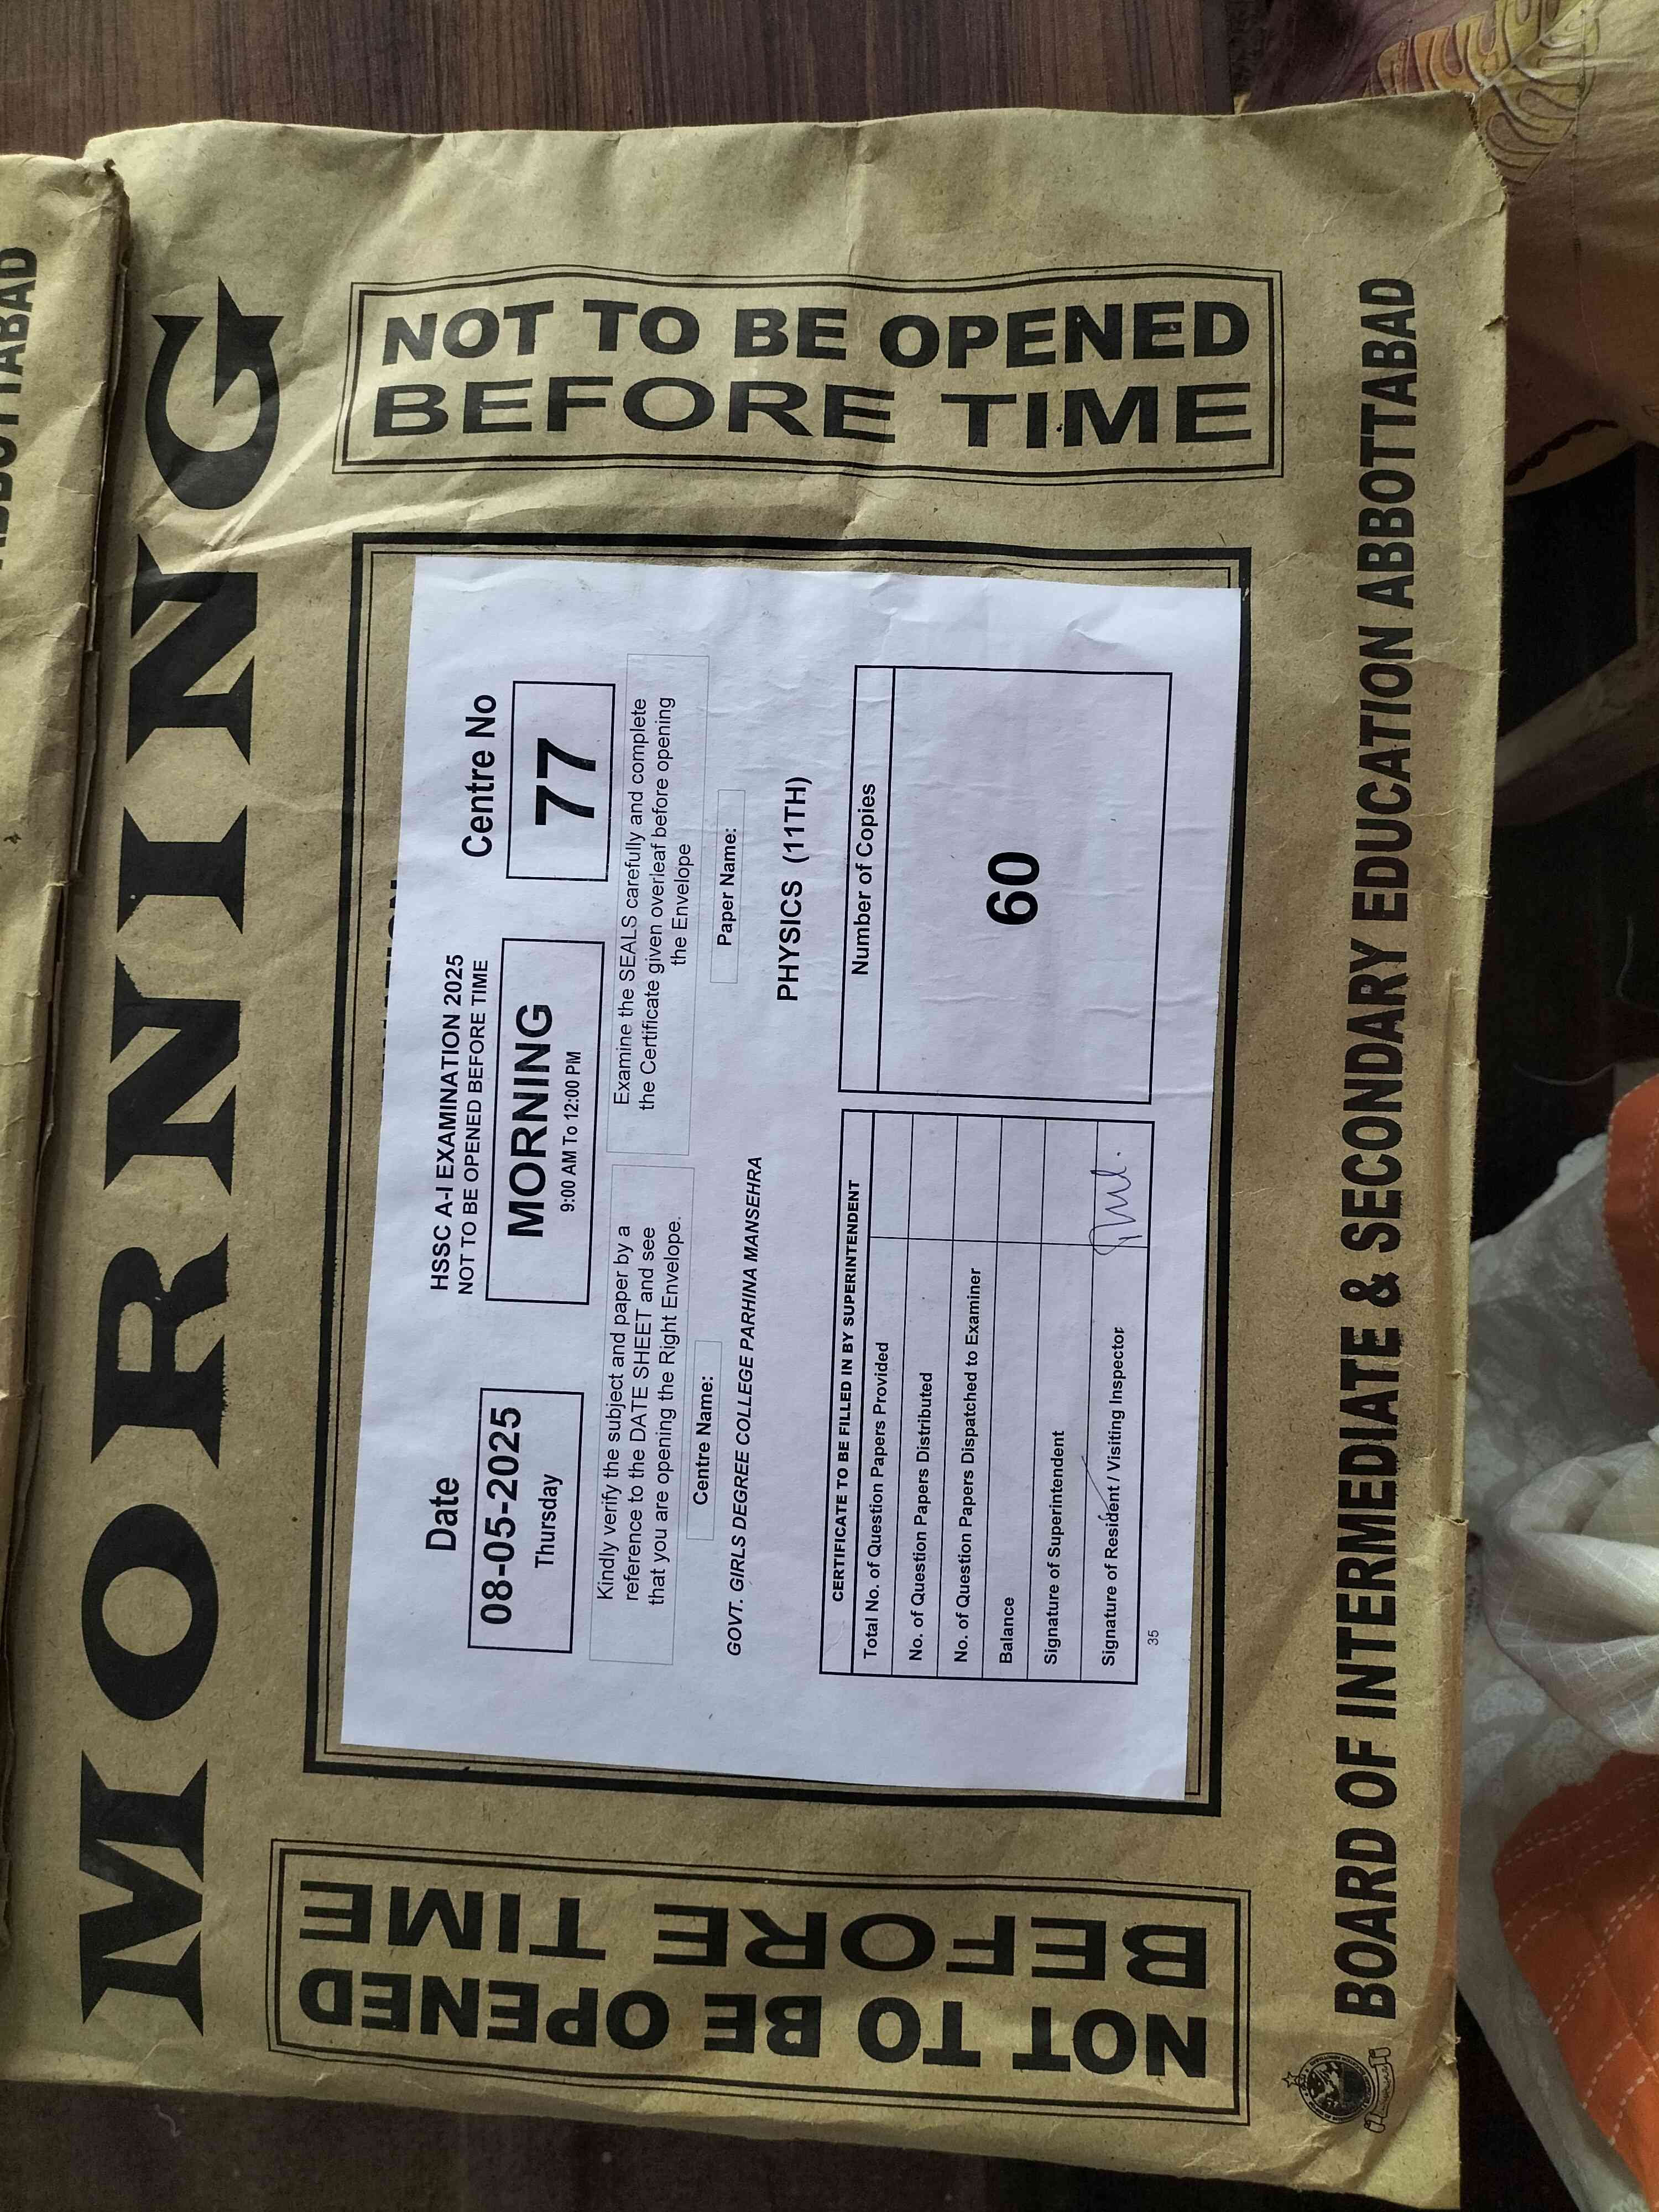 MORNING
NOT TO BE OPENED
BEFORE TIME
HSSC A-I EXAMINATION 2025
NOT TO BE OPENED BEFORE TIME
Date
08-05-2025
Thursday
MORNING
9:00 AM To 12:00 PM
Centre No
77
Kindly verify the subject and paper by a
reference to the DATE SHEET and see
that you are opening the Right Envelope.
Examine the SEALS carefully and complete
the Certificate given overleaf before opening
the Envelope
Centre Name:
GOVT. GIRLS DEGREE COLLEGE PARHINA MANSEHRA
Paper Name:
PHYSICS (11TH)
CERTIFICATE TO BE FILLED IN BY SUPERINTENDENT
Total No. of Question Papers Provided
No. of Question Papers Distributed
No. of Question Papers Dispatched to Examiner
Balance
Signature of Superintendent
Signature of Resident / Visiting Inspector
35
Number of Copies
60
NOT TO BE OPENED
BEFORE TIME
BOARD OF INTERMEDIATE & SECONDARY EDUCATION ABBOTTABAD